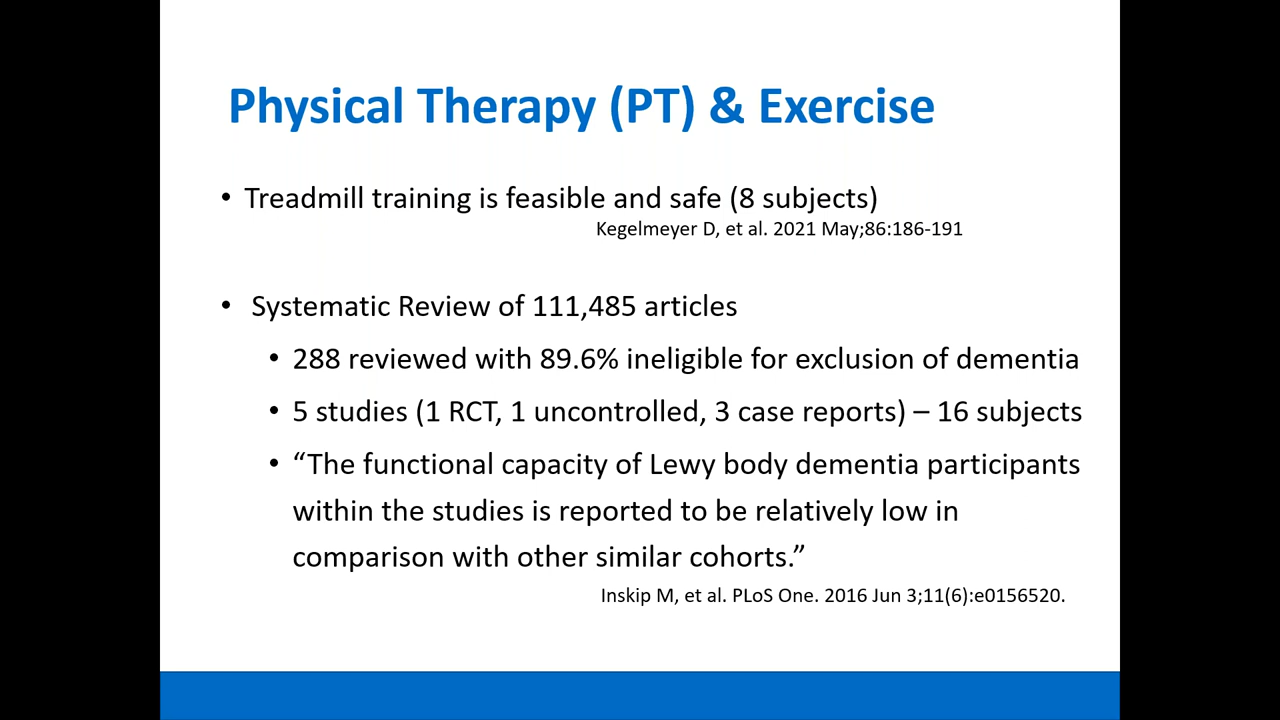 Physical Therapy (PT) & Exercise
• Treadmill training is feasible and safe (8 subjects)
Kegelmeyer D, et al. 2021 May;86:186-191
• Systematic Review of 111,485 articles
• 288 reviewed with 89.6% ineligible for exclusion of dementia
• 5 studies (1 RCT, 1 uncontrolled, 3 case reports) – 16 subjects
• “The functional capacity of Lewy body dementia participants
within the studies is reported to be relatively low in
comparison with other similar cohorts.”
Inskip M, et al. PLoS One. 2016 Jun 3;11(6):e0156520.